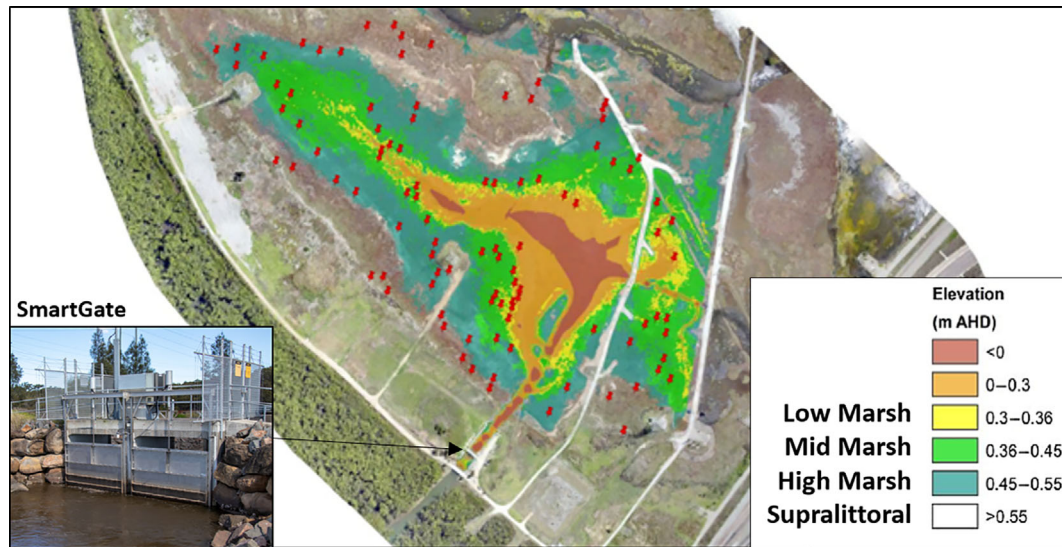 SmartGate
Elevation
(m AHD)
<0
0–0.3
Low Marsh 0.3–0.36
Mid Marsh 0.36–0.45
High Marsh 0.45–0.55
Supralittoral >0.55